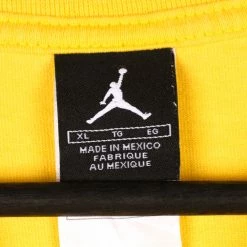 XL TG EG
MADE IN MEXICO
FABRIQUE
AU MEXIQUE